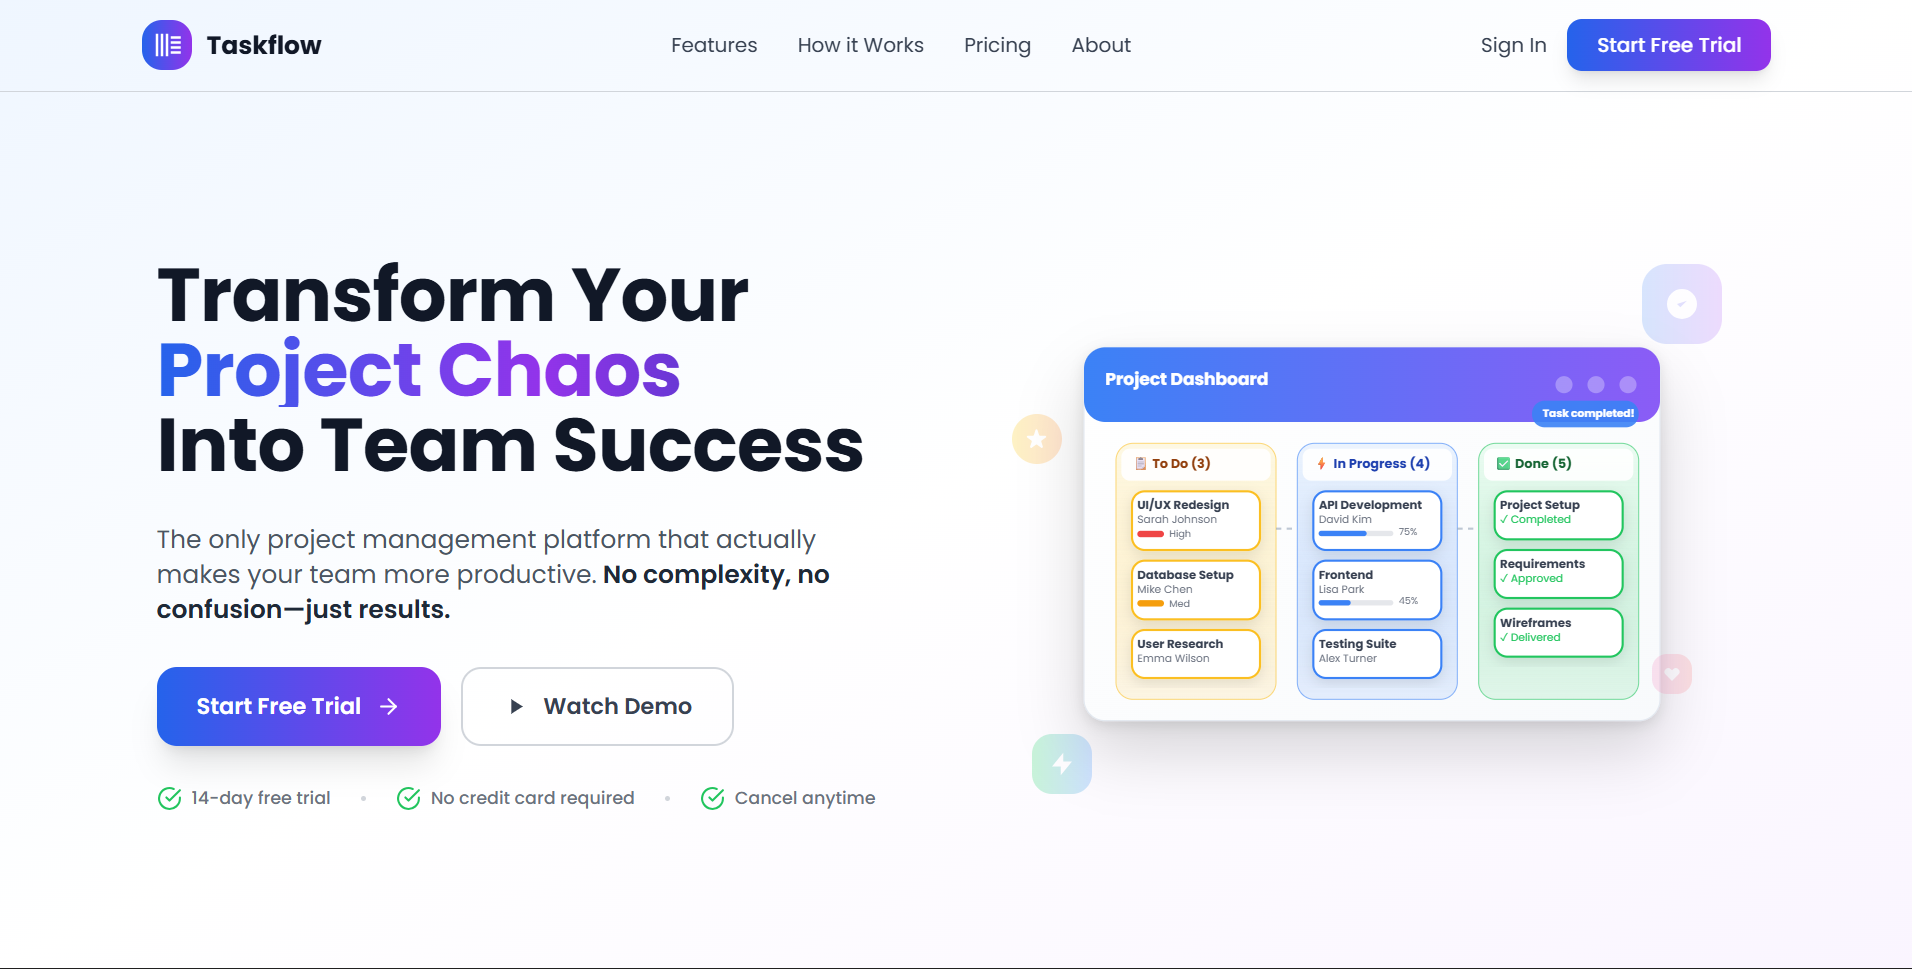 Taskflow
Features
How it Works
Pricing
About
Sign In
Start Free Trial
Transform Your
Project Chaos
Into Team Success
The only project management platform that actually
makes your team more productive. No complexity, no
confusion—just results.
Start Free Trial →
Watch Demo
14-day free trial • No credit card required • Cancel anytime
Project Dashboard
Task completed!
To Do (3)
UI/UX Redesign
Sarah Johnson
High
Database Setup
Mike Chen
Med
User Research
Emma Wilson
In Progress (4)
API Development
David Kim
75%
Frontend
Lisa Park
45%
Testing Suite
Alex Turner
✅ Done (5)
Project Setup
✓ Completed
Requirements
✓ Approved
Wireframes
✓ Delivered